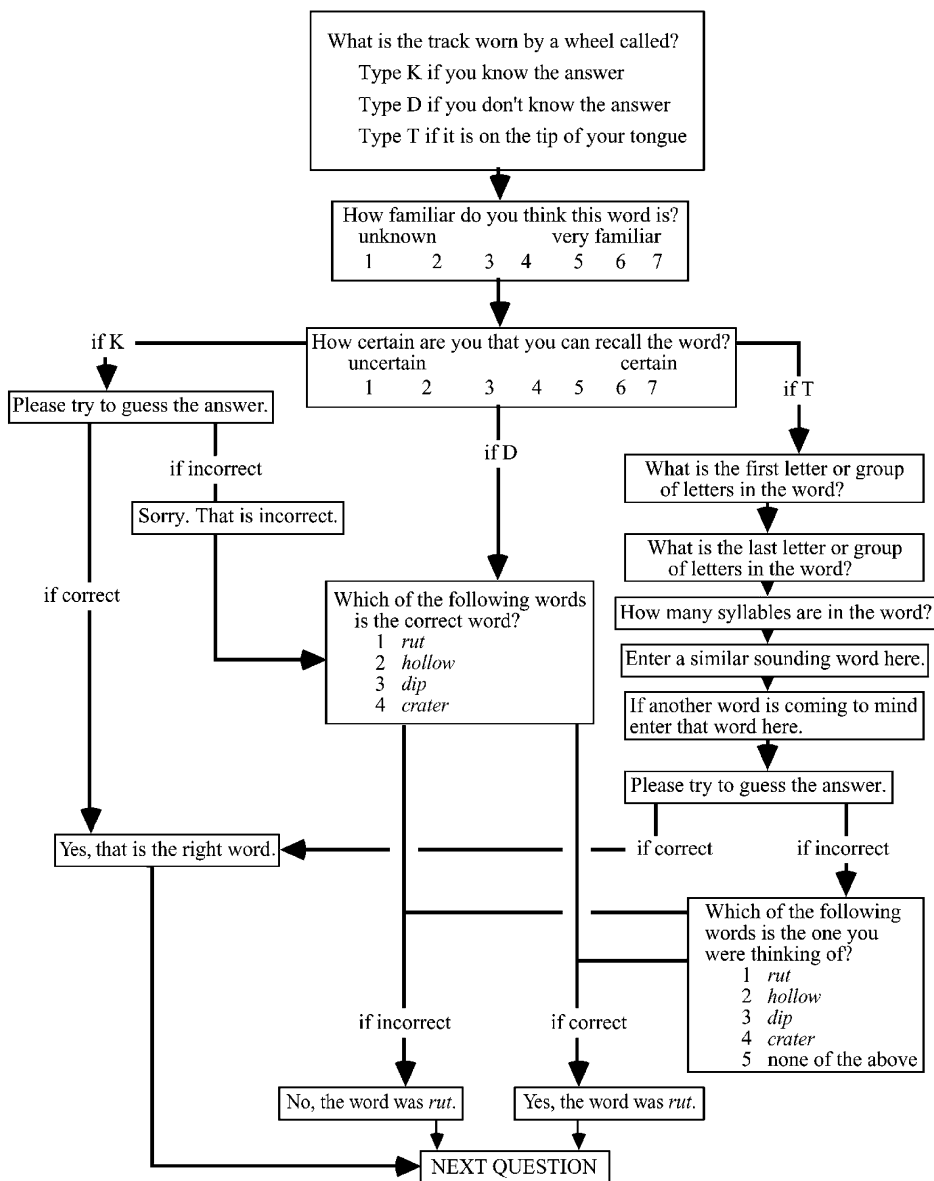 What is the track worn by a wheel called?
Type K if you know the answer
Type D if you don't know the answer
Type T if it is on the tip of your tongue
How familiar do you think this word is?
unknown very familiar
1 2 3 4 5 6 7
How certain are you that you can recall the word?
uncertain certain
1 2 3 4 5 6 7
if K
Please try to guess the answer.
if incorrect
Sorry. That is incorrect.
if correct
if D
Which of the following words
is the correct word?
1 rut
2 hollow
3 dip
4 crater
if T
What is the first letter or group
of letters in the word?
What is the last letter or group
of letters in the word?
How many syllables are in the word?
Enter a similar sounding word here.
If another word is coming to mind
enter that word here.
Please try to guess the answer.
if correct
if incorrect
Yes, that is the right word.
Which of the following
words is the one you
were thinking of?
1 rut
2 hollow
3 dip
4 crater
5 none of the above
if incorrect
if correct
No, the word was rut.
Yes, the word was rut.
NEXT QUESTION